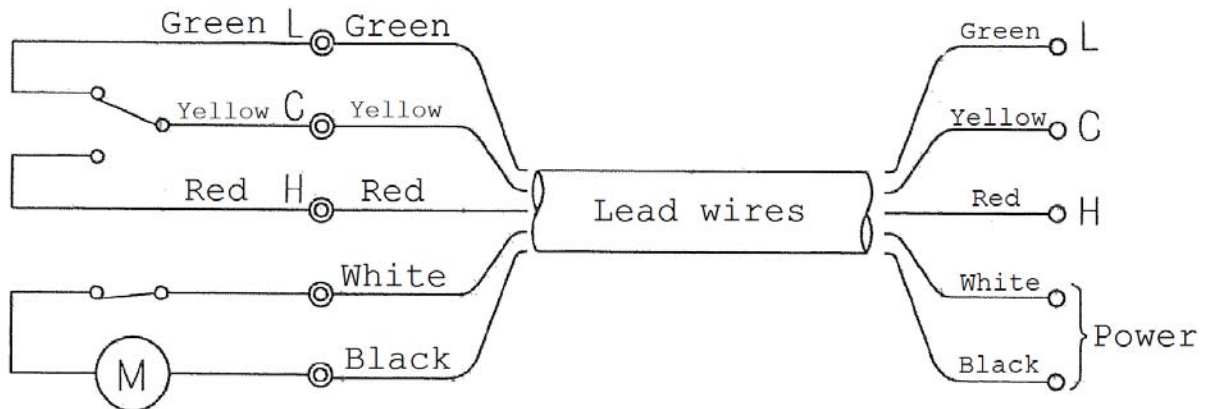 Green L Green
Green L
Yellow C Yellow
Yellow C
Red H Red
Lead wires
Red H
White
White
Power
Black
Black
M